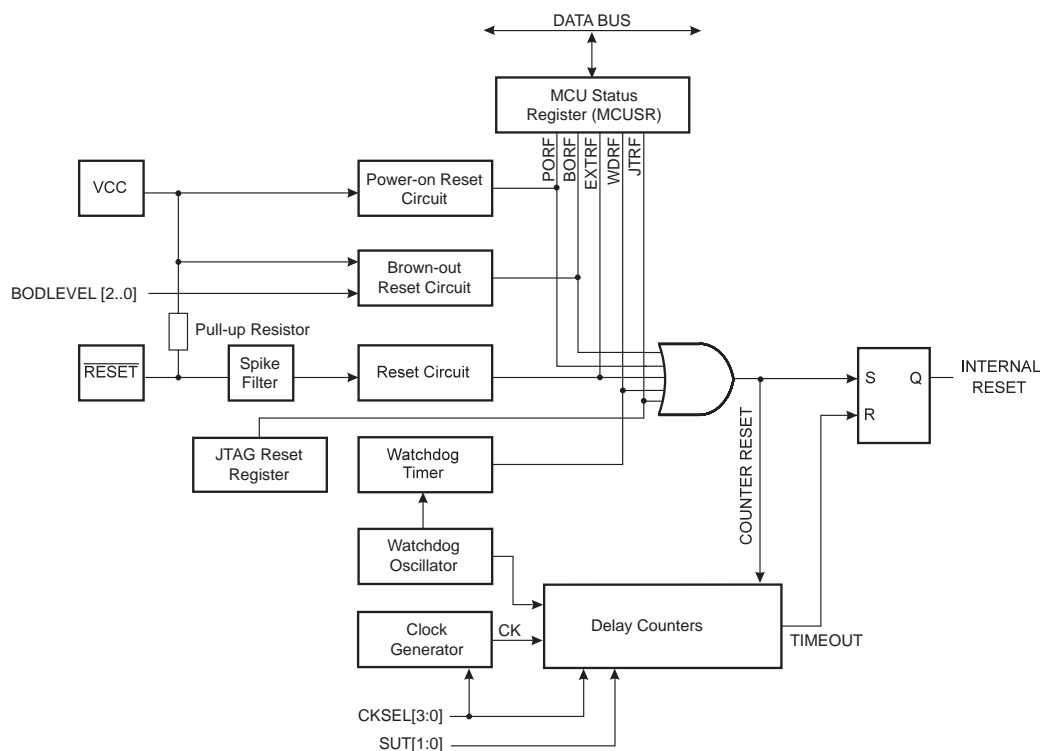 DATA BUS
MCU Status
Register (MCUSR)
PORF
BORF
EXTRF
WDRF
JTRF
VCC
Power-on Reset
Circuit
Brown-out
Reset Circuit
BODLEVEL [2..0]
Pull-up Resistor
RESET
Spike
Filter
Reset Circuit
JTAG Reset
Register
Watchdog
Timer
Watchdog
Oscillator
Clock
Generator
CK
Delay Counters
COUNTER RESET
S
Q
R
INTERNAL
RESET
TIMEOUT
CKSEL[3:0]
SUT[1:0]